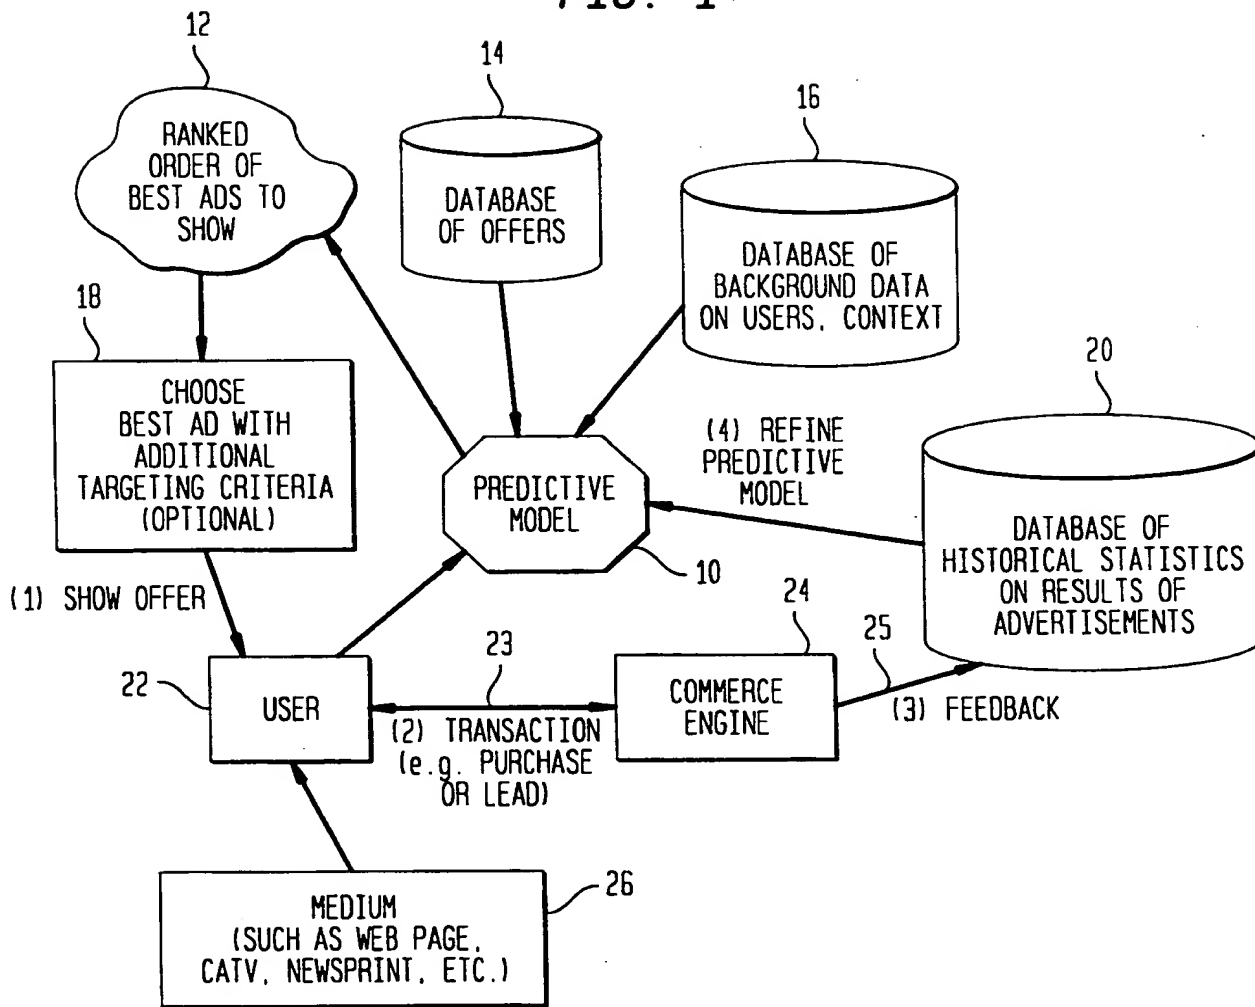 FIG. 1
12
RANKED
ORDER OF
BEST ADS TO
SHOW
14
DATABASE
OF OFFERS
16
DATABASE OF
BACKGROUND DATA
ON USERS, CONTEXT
18
CHOOSE
BEST AD WITH
ADDITIONAL
TARGETING CRITERIA
(OPTIONAL)
PREDICTIVE
MODEL
10
(4) REFINE
PREDICTIVE
MODEL
20
DATABASE OF
HISTORICAL STATISTICS
ON RESULTS OF
ADVERTISEMENTS
(1) SHOW OFFER
22
USER
23
(2) TRANSACTION
(e.g. PURCHASE
OR LEAD)
24
COMMERCE
ENGINE
25
(3) FEEDBACK
26
MEDIUM
(SUCH AS WEB PAGE,
CATV, NEWSPRINT, ETC.)